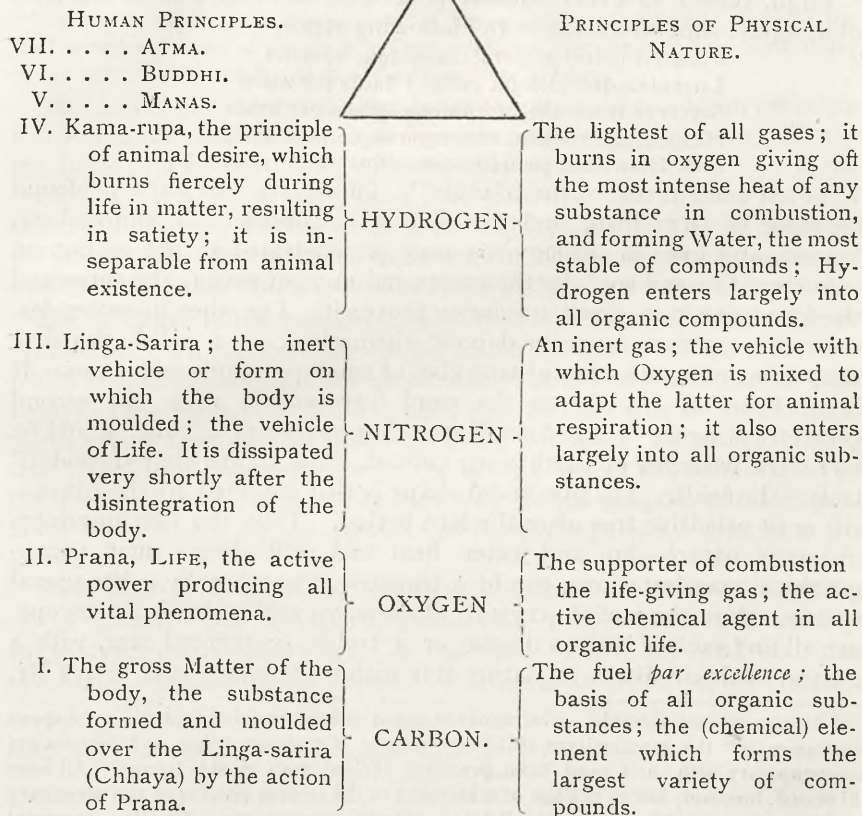 HUMAN PRINCIPLES.
VII. . . . . ATMA.
VI. . . . . BUDDHI.
V. . . . . MANAS.
IV. Kama-rupa, the principle
of animal desire, which
burns fiercely during
life in matter, resulting
in satiety; it is in-
separable from animal
existence.
III. Linga-Sarira; the inert
vehicle or form on
which the body is
moulded; the vehicle
of Life. It is dissipated
very shortly after the
disintegration of the
body.
II. Prana, LIFE, the active
power producing all
vital phenomena.
I. The gross Matter of the
body, the substance
formed and moulded
over the Linga-sarira
(Chhaya) by the action
of Prana.
HYDROGEN
NITROGEN
OXYGEN
CARBON.
PRINCIPLES OF PHYSICAL
NATURE.
The lightest of all gases; it
burns in oxygen giving off
the most intense heat of any
substance in combustion,
and forming Water, the most
stable of compounds; Hy-
drogen enters largely into
all organic compounds.
An inert gas; the vehicle with
which Oxygen is mixed to
adapt the latter for animal
respiration; it also enters
largely into all organic sub-
stances.
The supporter of combustion
the life-giving gas; the ac-
tive chemical agent in all
organic life.
The fuel par excellence; the
basis of all organic sub-
stances; the (chemical) ele-
ment which forms the
largest variety of com-
pounds.